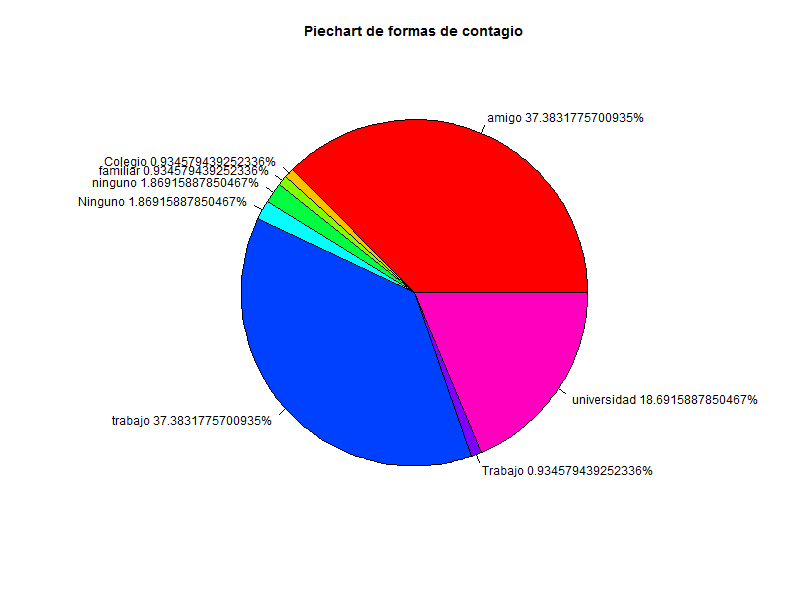 Piechart de formas de contagio
amigo 37.3831775700935%
Colegio 0.934579439252336%
familiar 0.934579439252336%
ninguno 1.86915887850467%
Ninguno 1.86915887850467%
trabajo 37.3831775700935%
Trabajo 0.934579439252336%
universidad 18.6915887850467%